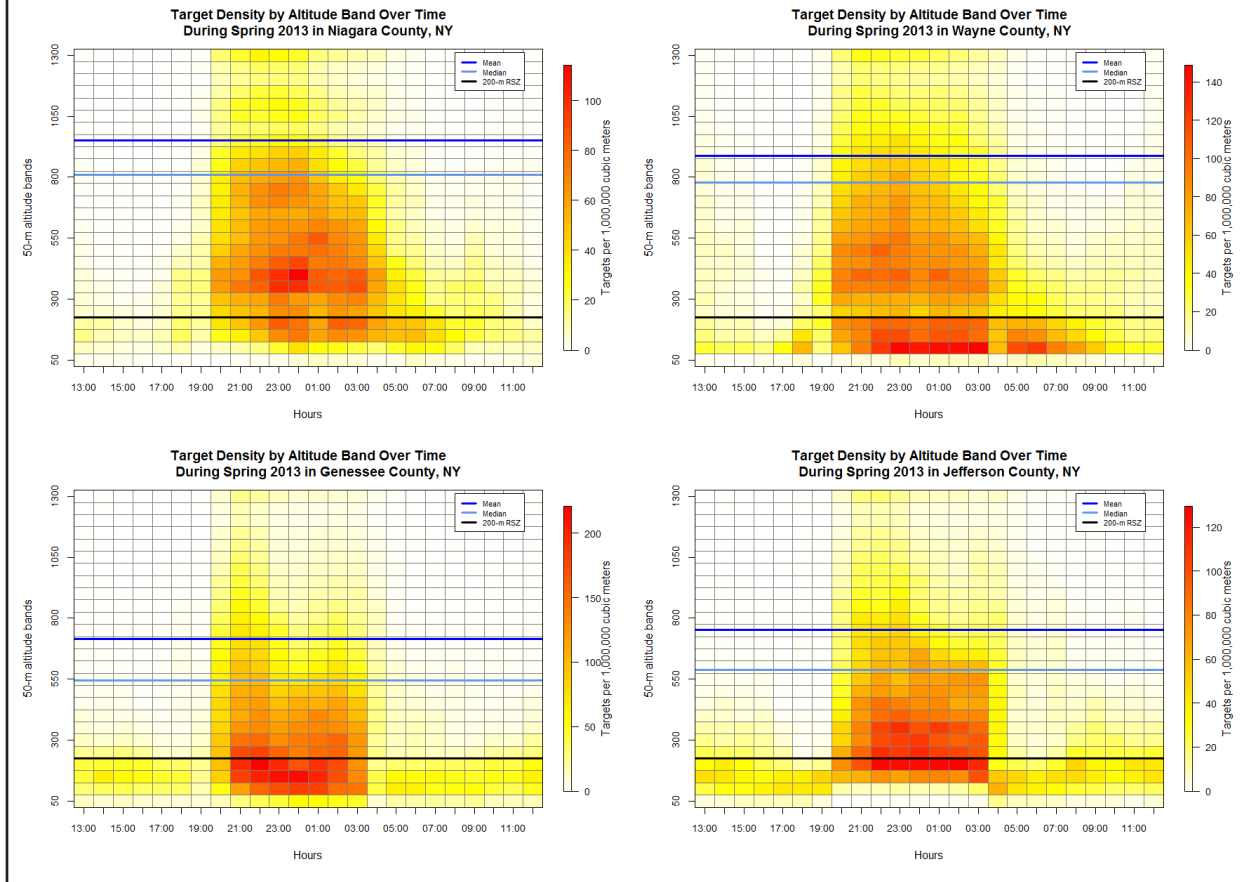 Target Density by Altitude Band Over Time
During Spring 2013 in Niagara County, NY
50-m altitude bands
1300
1050
800
550
300
50
Mean
Median
200-m RSZ
100
80
60
40
20
0
Targets per 1,000,000 cubic meters
13:00 15:00 17:00 19:00 21:00 23:00 01:00 03:00 05:00 07:00 09:00 11:00
Hours
Target Density by Altitude Band Over Time
During Spring 2013 in Wayne County, NY
50-m altitude bands
1300
1050
800
550
300
50
Mean
Median
200-m RSZ
140
120
100
80
60
40
20
0
Targets per 1,000,000 cubic meters
13:00 15:00 17:00 19:00 21:00 23:00 01:00 03:00 05:00 07:00 09:00 11:00
Hours
Target Density by Altitude Band Over Time
During Spring 2013 in Genessee County, NY
50-m altitude bands
1300
1050
800
550
300
50
Mean
Median
200-m RSZ
200
150
100
50
0
Targets per 1,000,000 cubic meters
13:00 15:00 17:00 19:00 21:00 23:00 01:00 03:00 05:00 07:00 09:00 11:00
Hours
Target Density by Altitude Band Over Time
During Spring 2013 in Jefferson County, NY
50-m altitude bands
1300
1050
800
550
300
50
Mean
Median
200-m RSZ
120
100
80
60
40
20
0
Targets per 1,000,000 cubic meters
13:00 15:00 17:00 19:00 21:00 23:00 01:00 03:00 05:00 07:00 09:00 11:00
Hours